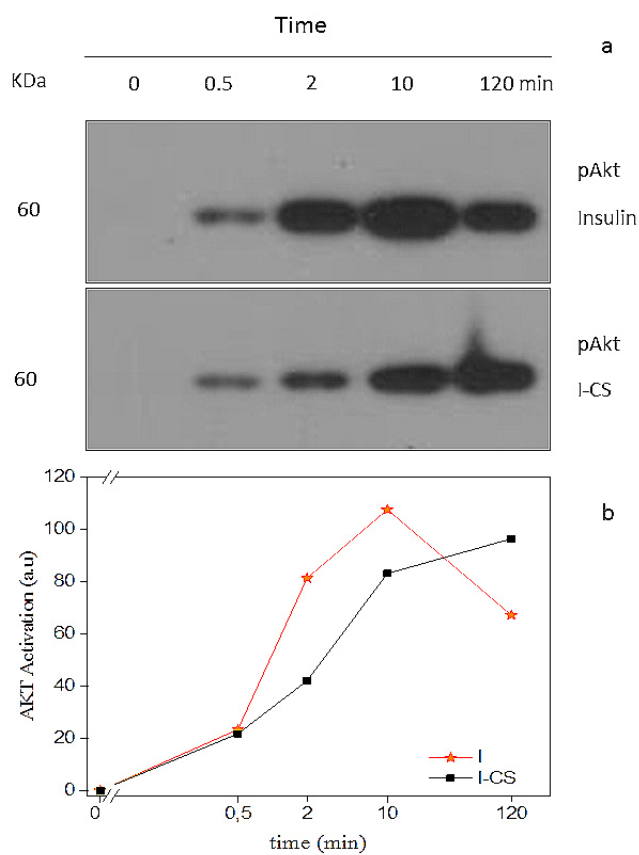 Time
a
KDa 0 0.5 2 10 120 min
pAkt
60
Insulin
pAkt
60
I-CS
b
120
100
80
60
40
20
0
AKT Activation (a.u)
I
I-CS
0 0,5 2 10 120
time (min)